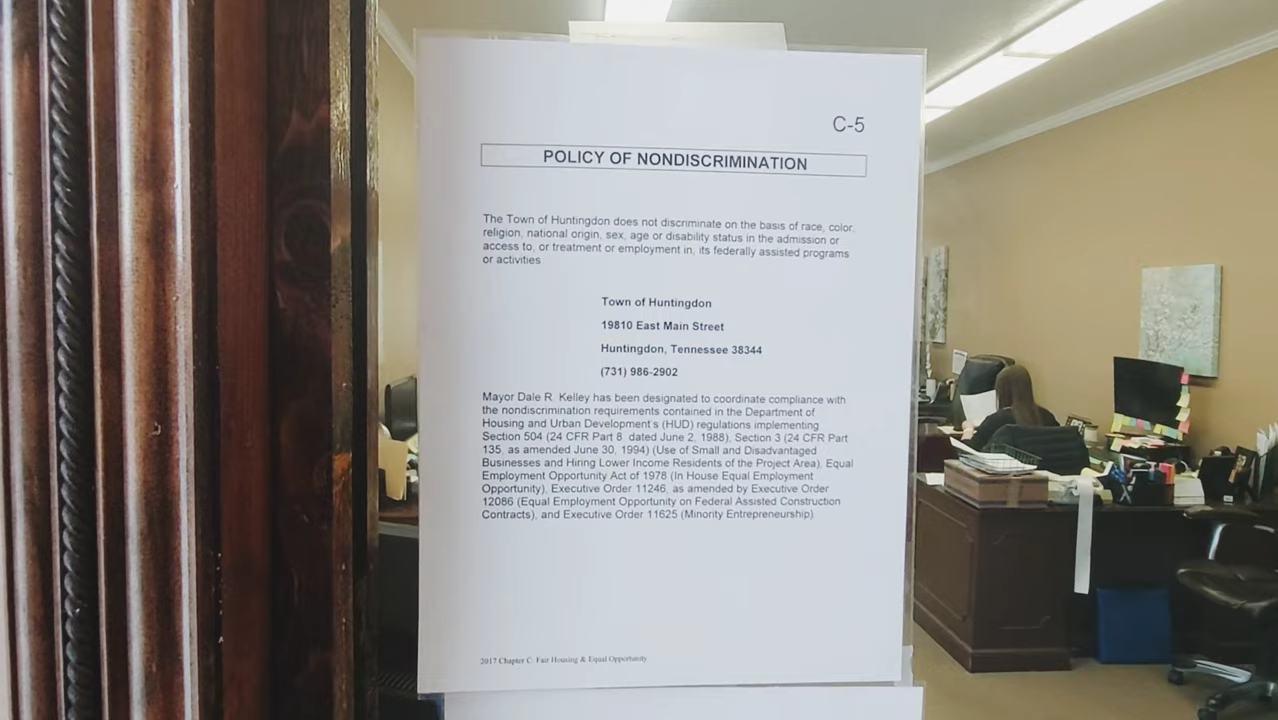 C-5
POLICY OF NONDISCRIMINATION
The Town of Huntingdon does not discriminate on the basis of race, color,
religion, national origin, sex, age or disability status in the admission or
access to, or treatment or employment in, its federally assisted programs
or activities
Town of Huntingdon
19810 East Main Street
Huntingdon, Tennessee 38344
(731) 986-2902
Mayor Dale R. Kelley has been designated to coordinate compliance with
the nondiscrimination requirements contained in the Department of
Housing and Urban Development's (HUD) regulations implementing
Section 504 (24 CFR Part 8 dated June 2, 1988), Section 3 (24 CFR Part
135, as amended June 30, 1994) (Use of Small and Disadvantaged
Businesses and Hiring Lower Income Residents of the Project Area), Equal
Employment Opportunity Act of 1978 (In House Equal Employment
Opportunity), Executive Order 11246, as amended by Executive Order
12086 (Equal Employment Opportunity on Federal Assisted Construction
Contracts), and Executive Order 11625 (Minority Entrepreneurship)
2017 Chapter C: Fair Housing & Equal Opportunity